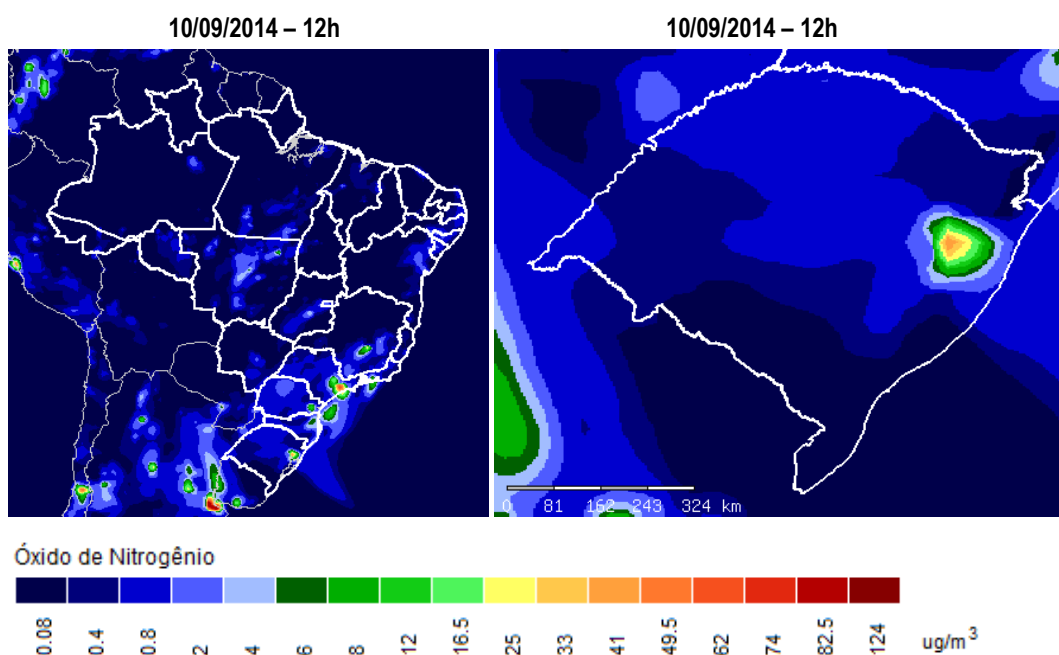 10/09/2014 – 12h
10/09/2014 – 12h
0 81 162 243 324 km
Óxido de Nitrogênio
0.08 0.4 0.8 2 4 6 8 12 16.5 25 33 41 49.5 62 74 82.5 124 ug/m³